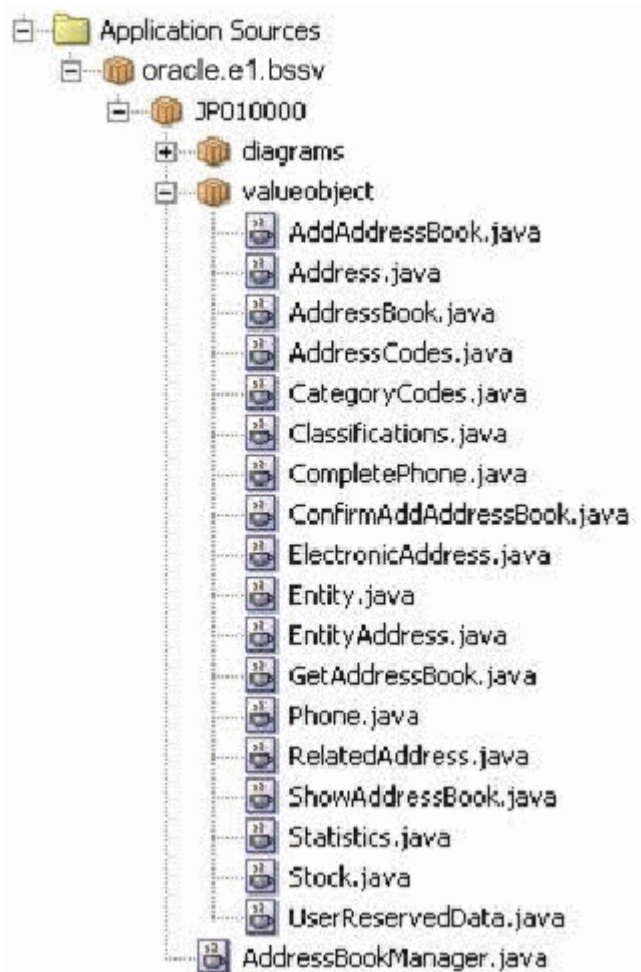 Application Sources
oracle.e1.bssv
JP010000
diagrams
valueobject
AddAddressBook.java
Address.java
AddressBook.java
AddressCodes.java
CategoryCodes.java
Classifications.java
CompletePhone.java
ConfirmAddAddressBook.java
ElectronicAddress.java
Entity.java
EntityAddress.java
GetAddressBook.java
Phone.java
RelatedAddress.java
ShowAddressBook.java
Statistics.java
Stock.java
UserReservedData.java
AddressBookManager.java